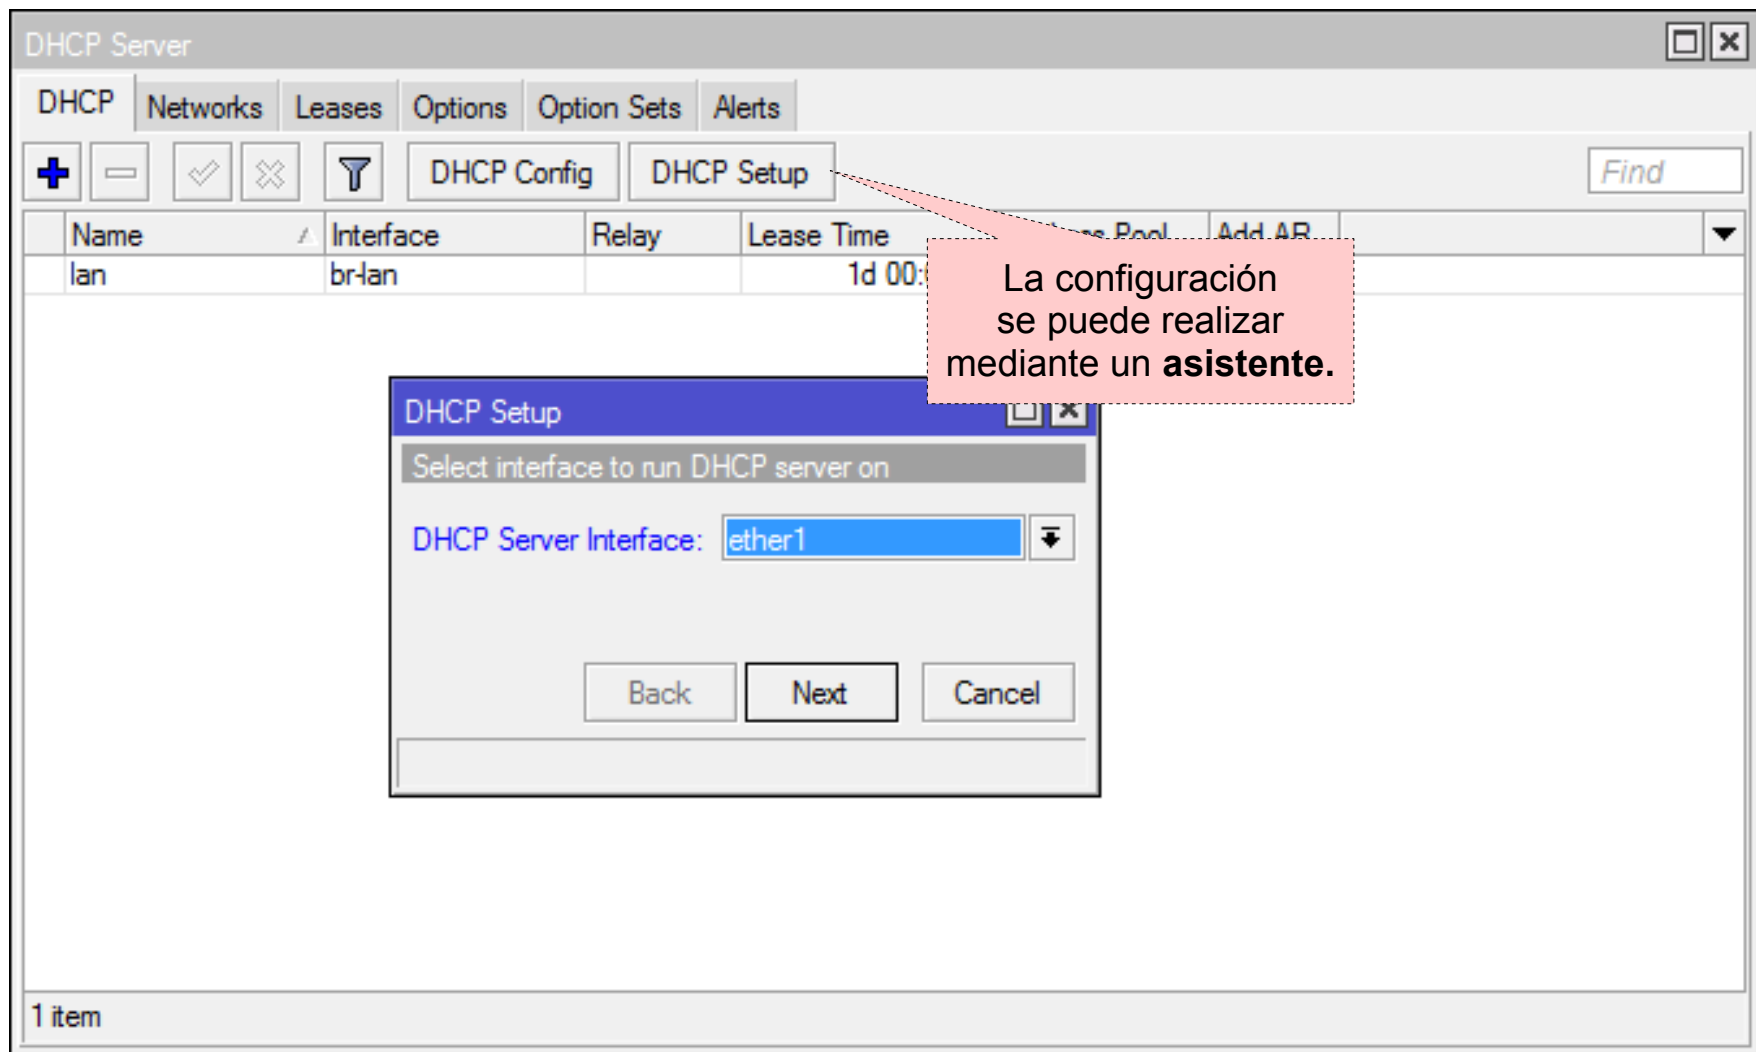 DHCP Server
DHCP Networks Leases Options Option Sets Alerts
DHCP Config DHCP Setup Find
Name Interface Relay Lease Time Pool Add AR
lan br-lan 1d 00:
La configuración
se puede realizar
mediante un asistente.
DHCP Setup
Select interface to run DHCP server on
DHCP Server Interface: ether1
Back Next Cancel
1 item